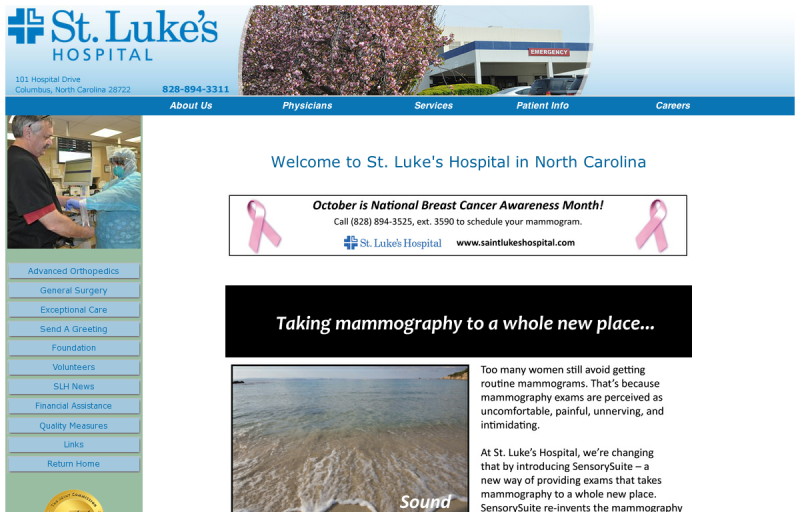 St. Luke's
HOSPITAL
101 Hospital Drive
Columbus, North Carolina 28722
828-894-3311
EMERGENCY
About Us
Physicians
Services
Patient Info
Careers
Welcome to St. Luke's Hospital in North Carolina
October is National Breast Cancer Awareness Month!
Call (828) 894-3525, ext. 3590 to schedule your mammogram.
St. Luke's Hospital www.saintlukeshospital.com
Advanced Orthopedics
General Surgery
Exceptional Care
Send A Greeting
Foundation
Volunteers
SLH News
Financial Assistance
Quality Measures
Links
Return Home
Taking mammography to a whole new place...
Sound
Too many women still avoid getting
routine mammograms. That's because
mammography exams are perceived as
uncomfortable, painful, unnerving, and
intimidating.
At St. Luke's Hospital, we're changing
that by introducing SensorySuite – a
new way of providing exams that takes
mammography to a whole new place.
SensorySuite re-invents the mammography